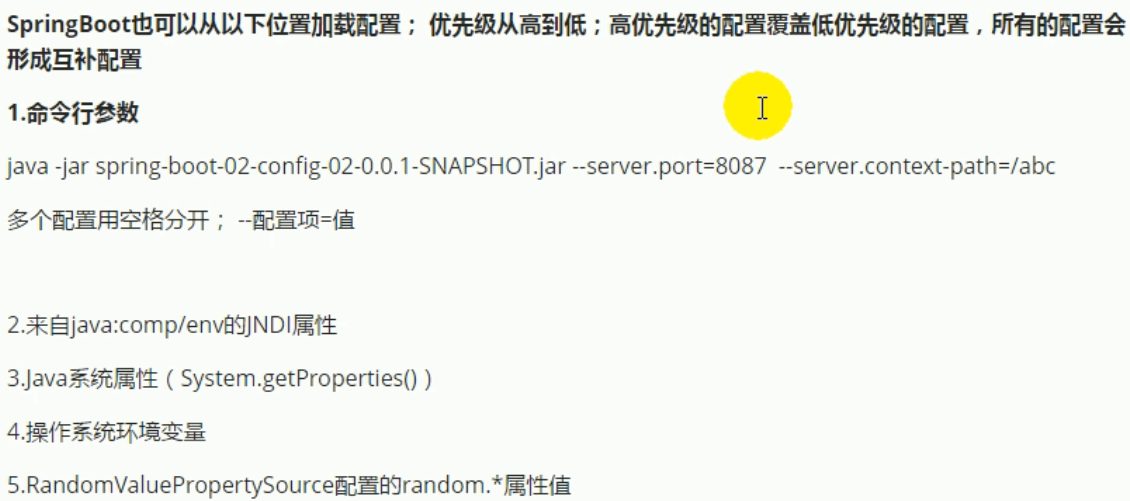 SpringBoot也可以从以下位置加载配置； 优先级从高到低；高优先级的配置覆盖低优先级的配置，所有的配置会
形成互补配置
1.命令行参数
java -jar spring-boot-02-config-02-0.0.1-SNAPSHOT.jar --server.port=8087 --server.context-path=/abc
多个配置用空格分开； --配置项=值
2.来自java:comp/env的JNDI属性
3.Java系统属性（System.getProperties()）
4.操作系统环境变量
5.RandomValuePropertySource配置的random.*属性值